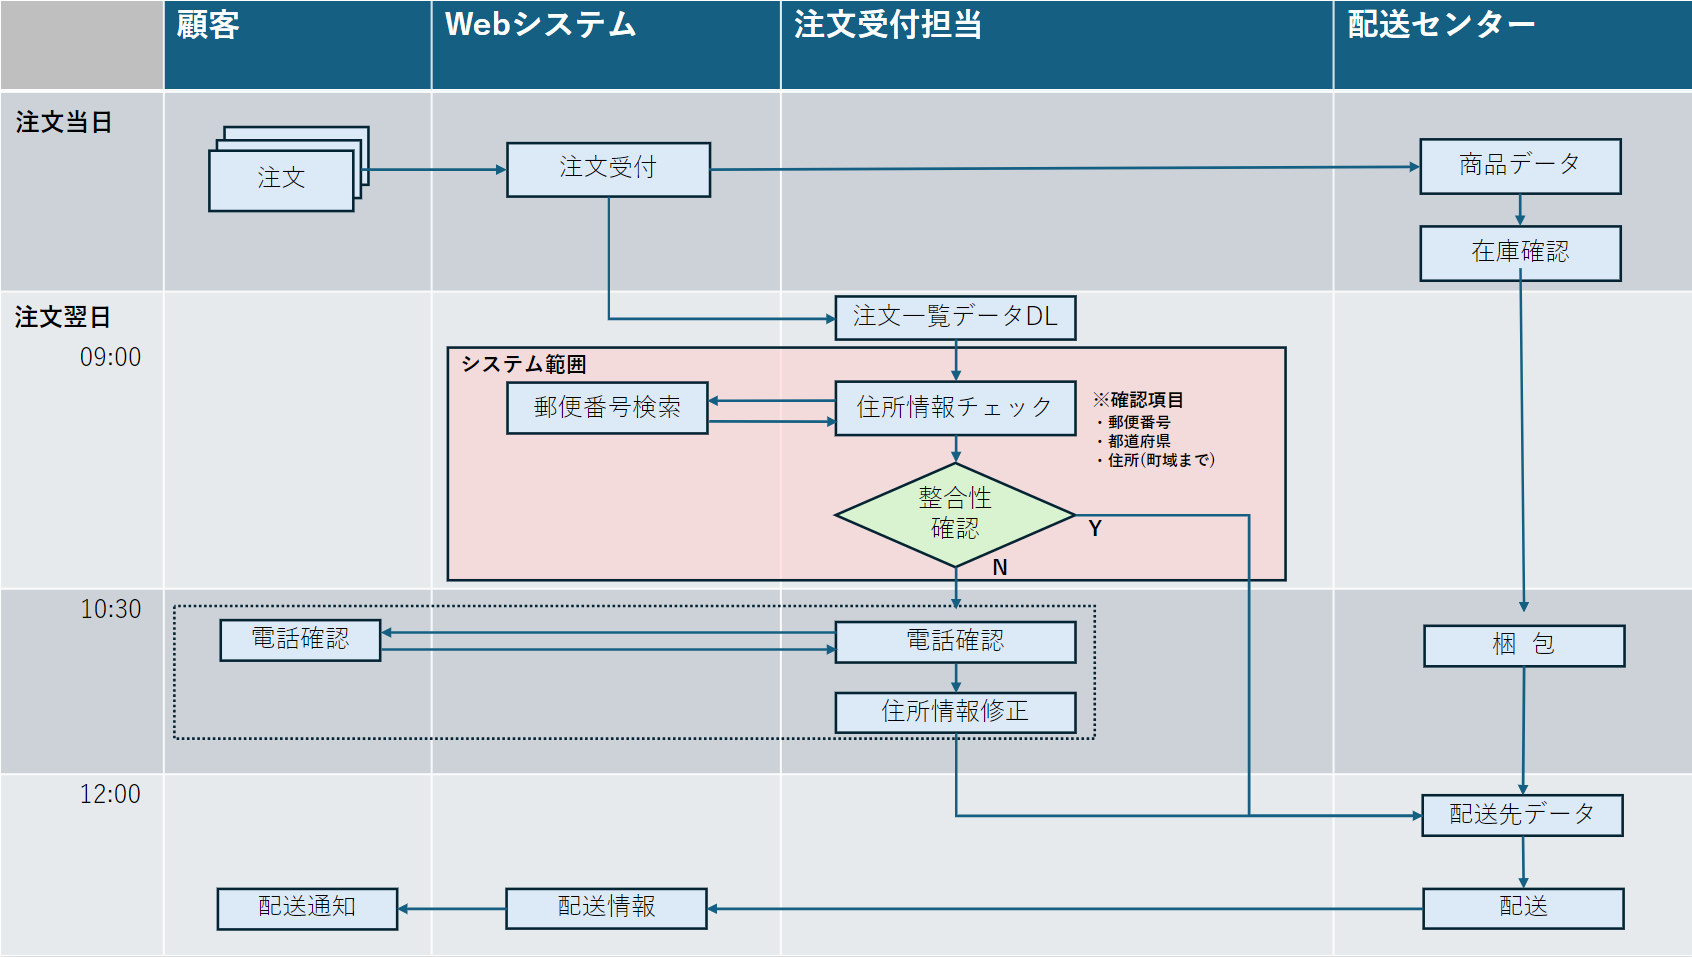 顧客
Webシステム
注文受付担当
配送センター
注文当日
注文
注文受付
商品データ
在庫確認
注文翌日
09:00
注文一覧データDL
システム範囲
郵便番号検索
住所情報チェック
※確認項目
・郵便番号
・都道府県
・住所(町域まで)
整合性
確認
Y
N
10:30
電話確認
電話確認
梱 包
住所情報修正
12:00
配送先データ
配送通知
配送情報
配送